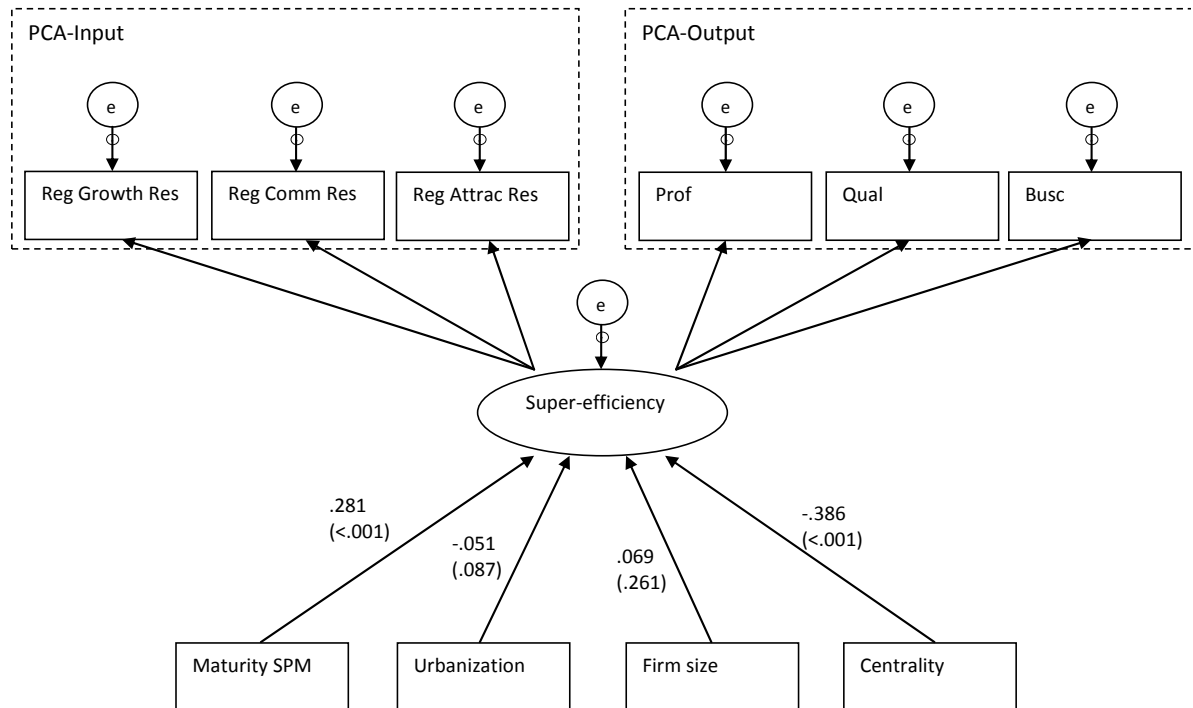 PCA-Input
PCA-Output
e
e
e
e
e
e
Reg Growth Res
Reg Comm Res
Reg Attrac Res
Prof
Qual
Busc
e
Super-efficiency
.281
(<.001)
-.051
(.087)
.069
(.261)
-.386
(<.001)
Maturity SPM
Urbanization
Firm size
Centrality